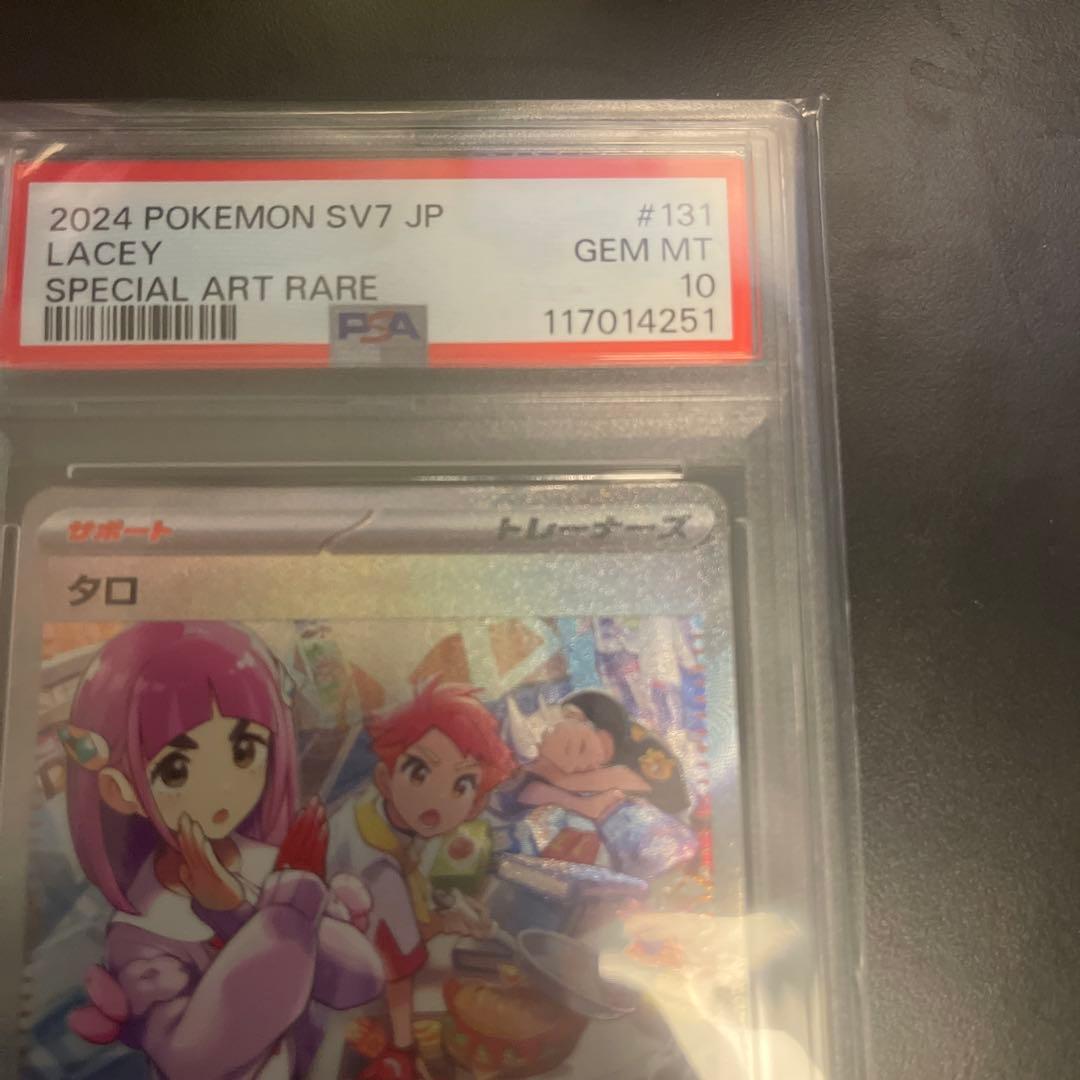 2024 POKEMON SV7 JP #131
LACEY GEM MT
SPECIAL ART RARE 10
PSA 117014251
サポート トレーナーズ
タロ